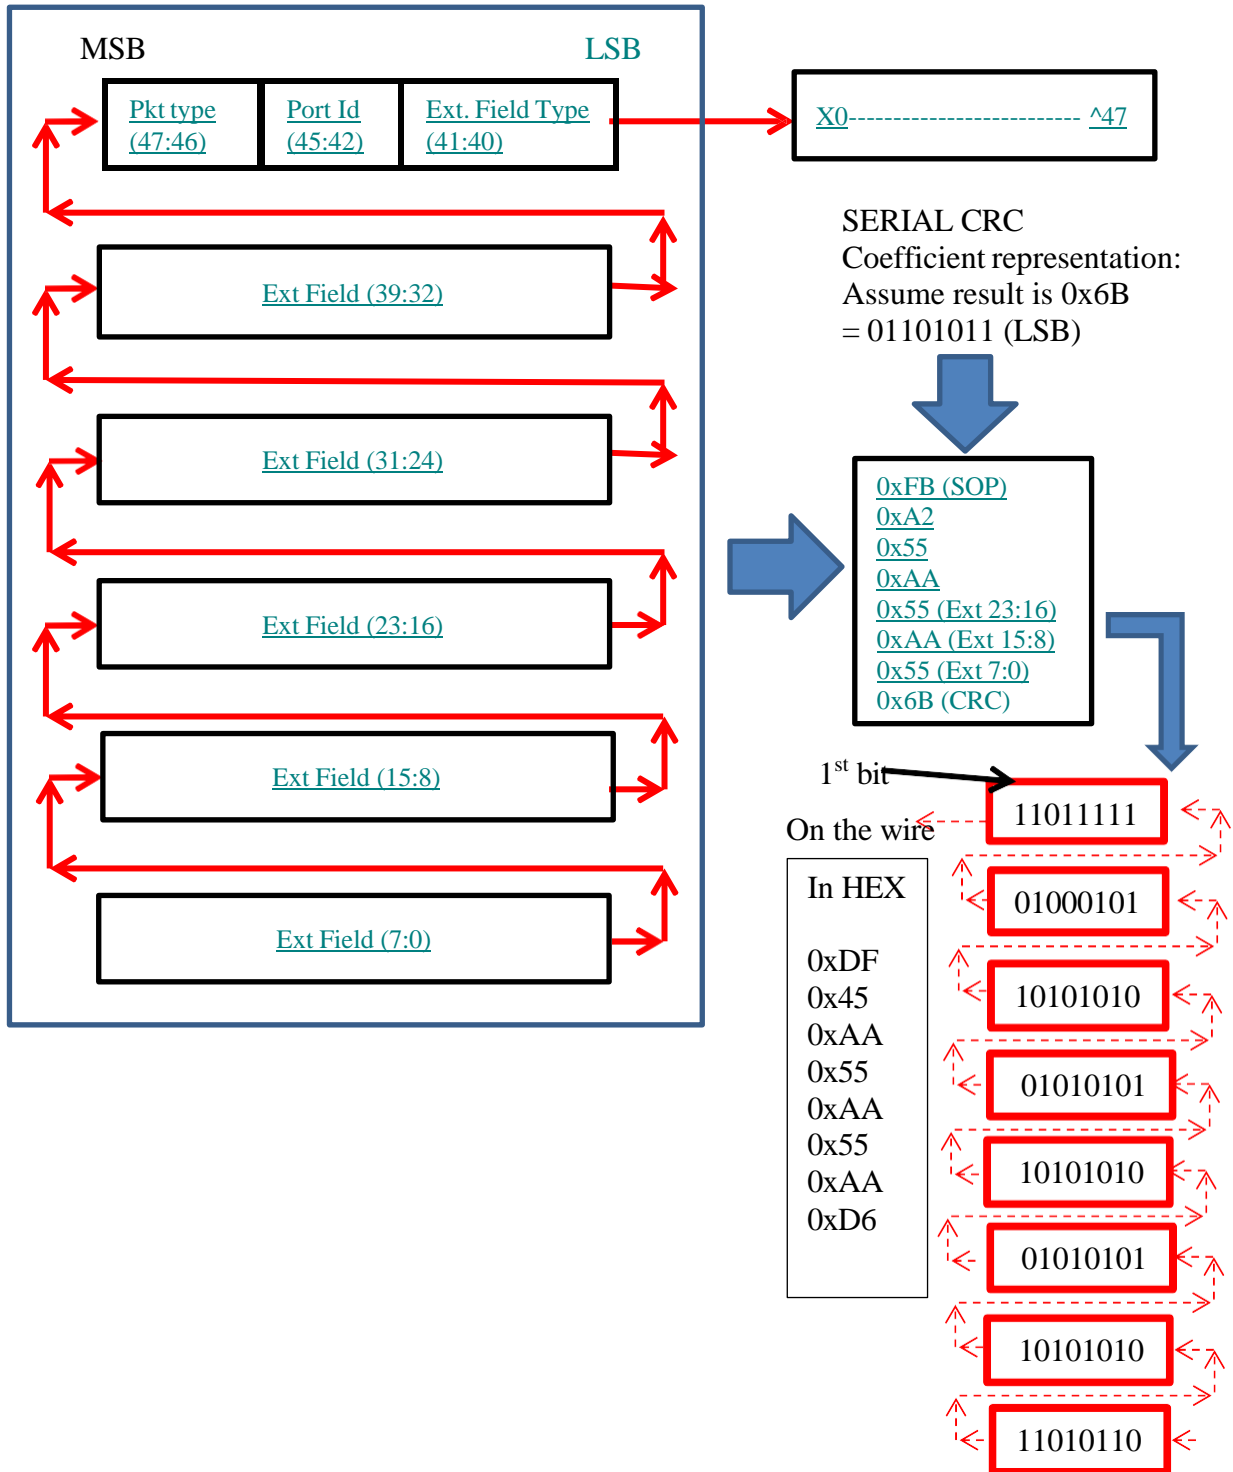 MSB LSB
Pkt type
(47:46)
Port Id
(45:42)
Ext. Field Type
(41:40)
X0-------------------------- ^47
Ext Field (39:32)
Ext Field (31:24)
Ext Field (23:16)
Ext Field (15:8)
Ext Field (7:0)
SERIAL CRC
Coefficient representation:
Assume result is 0x6B
= 01101011 (LSB)
0xFB (SOP)
0xA2
0x55
0xAA
0x55 (Ext 23:16)
0xAA (Ext 15:8)
0x55 (Ext 7:0)
0x6B (CRC)
1st bit
On the wire
In HEX
0xDF
0x45
0xAA
0x55
0xAA
0x55
0xAA
0xD6
11011111
01000101
10101010
01010101
10101010
01010101
10101010
11010110